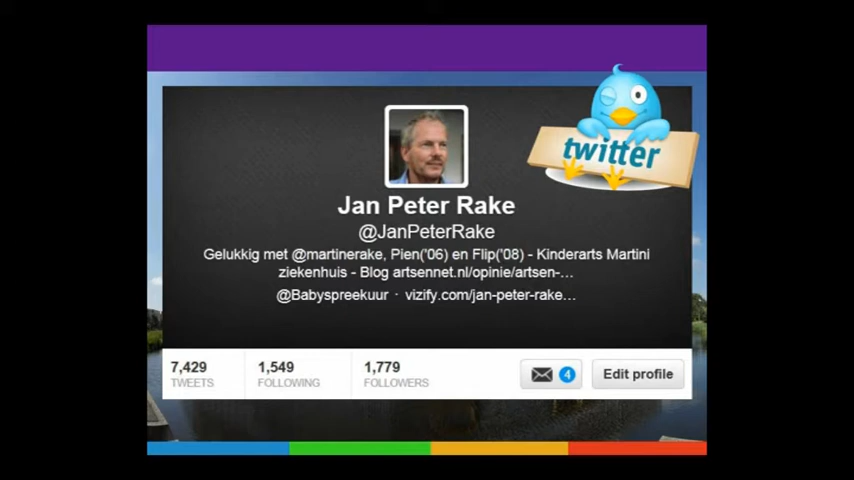 twitter
Jan Peter Rake
@JanPeterRake
Gelukkig met @martinerake, Pien('06) en Flip('08) - Kinderarts Martini
ziekenhuis - Blog artsennet.nl/opinie/artsen-...
@Babyspreekuur · vizify.com/jan-peter-rake...
7,429 1,549 1,779 4 Edit profile
TWEETS FOLLOWING FOLLOWERS